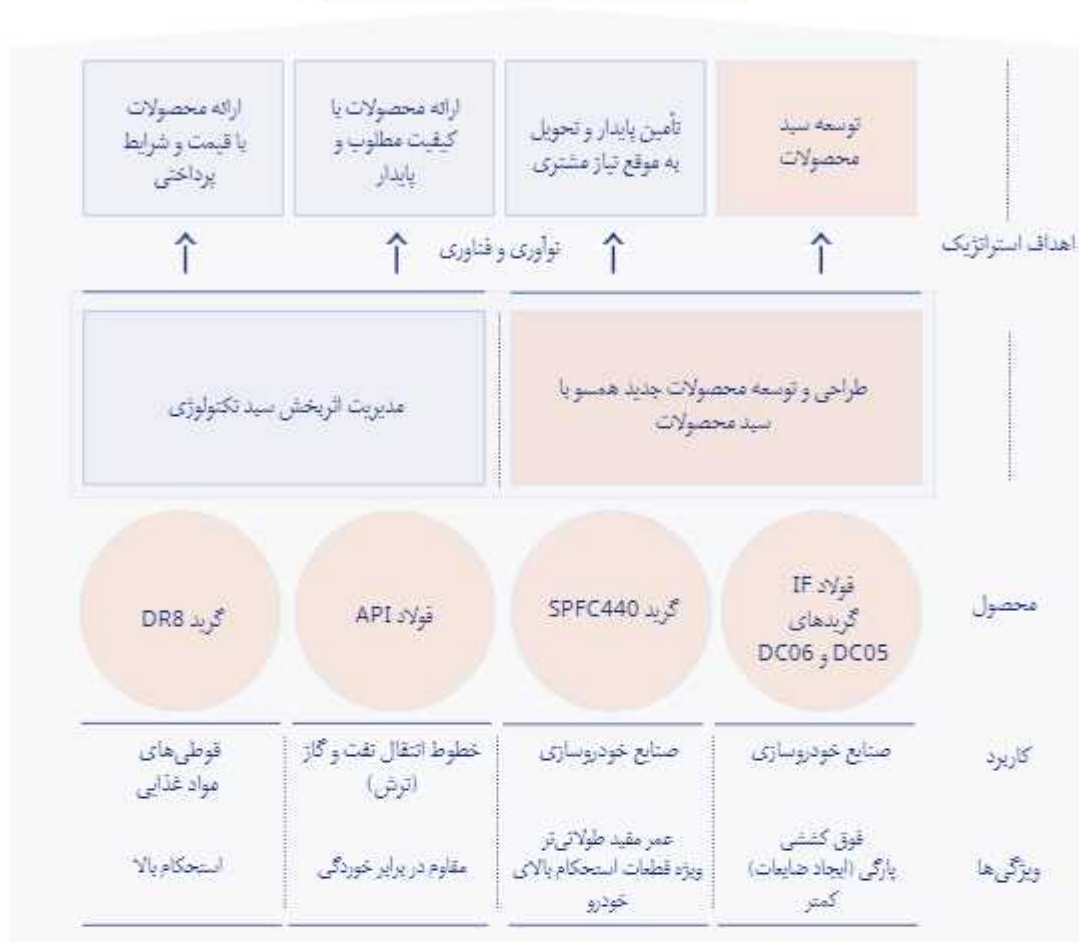 توسعه سبد
محصولات
تأمین پایدار و تحویل
به موقع نیاز مشتری
ارائه محصولات با
کیفیت مطلوب و
پایدار
ارائه محصولات
با قیمت و شرایط
پرداختی
اهداف استراتژیک
نوآوری و فناوری
طراحی و توسعه محصولات جدید همسو با
سبد محصولات
مدیریت اثربخش سبد تکنولوژی
محصول
فولاد IF
گریدهای
DC05 و DC06
گرید SPFC440
فولاد API
گرید DR8
کاربرد
صنایع خودروسازی
صنایع خودروسازی
خطوط انتقال نفت و گاز
(ترش)
قوطی‌های
مواد غذایی
ویژگی‌ها
فوق کششی
پارگی (ایجاد ضایعات)
کمتر
عمر مفید طولانی‌تر
ویژه قطعات استحکام بالای
خودرو
مقاوم در برابر خوردگی
استحکام بالا